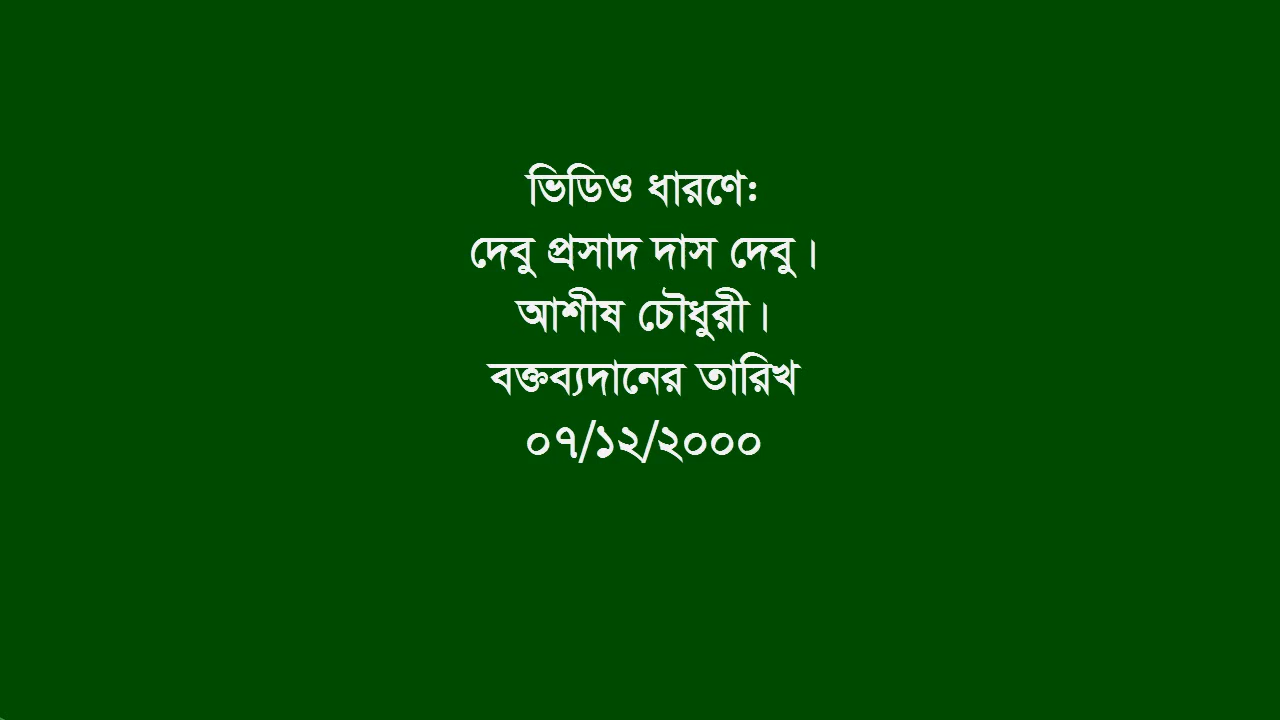 ভিডিও ধারণে:
দেবু প্রসাদ দাস দেবু।
আশীষ চৌধুরী।
বক্তব্যদানের তারিখ
০৭/১২/২০০০